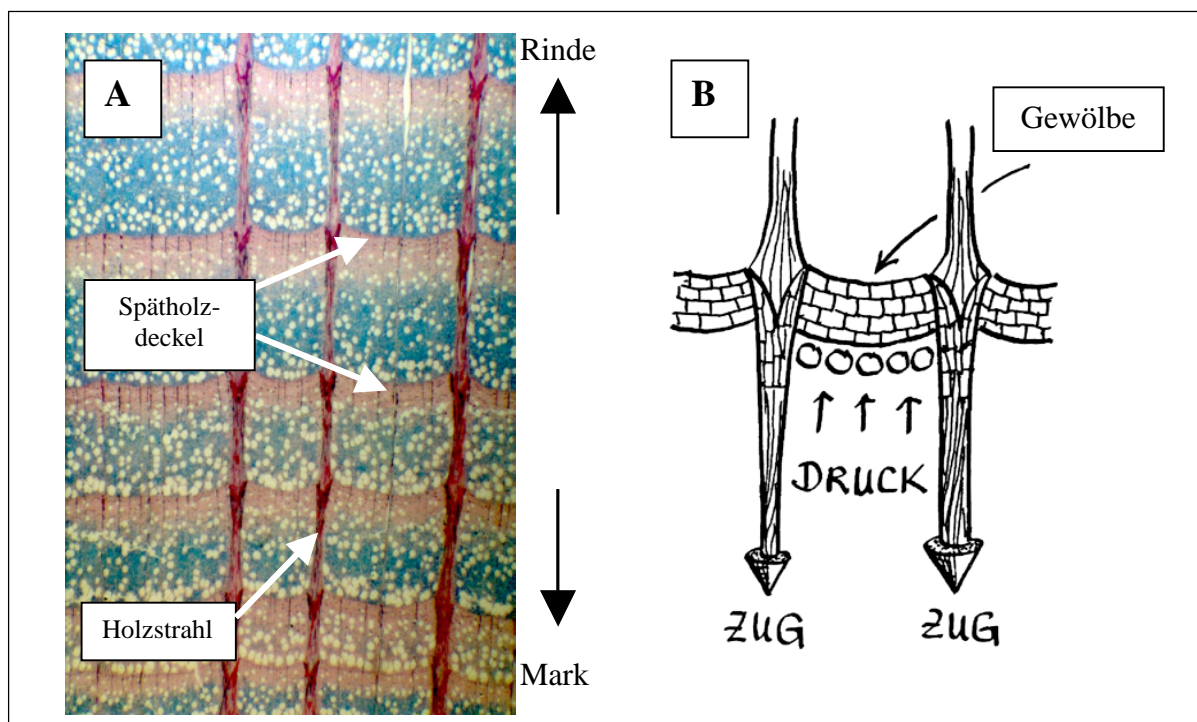 A
Rinde
B
Gewölbe
Spätholz-
deckel
DRUCK
Holzstrahl
ZUG
ZUG
Mark